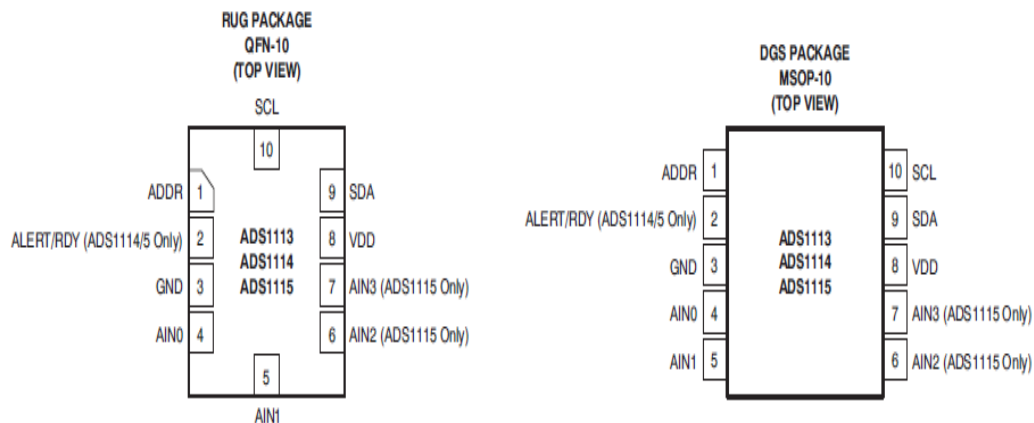 RUG PACKAGE
QFN-10
(TOP VIEW)
SCL
10
ADDR 1
9 SDA
ALERT/RDY (ADS1114/5 Only) 2
8 VDD
GND 3
7 AIN3 (ADS1115 Only)
AIN0 4
6 AIN2 (ADS1115 Only)
ADS1113
ADS1114
ADS1115
5
AIN1
DGS PACKAGE
MSOP-10
(TOP VIEW)
ADDR 1
10 SCL
ALERT/RDY (ADS1114/5 Only) 2
9 SDA
GND 3
8 VDD
AIN0 4
7 AIN3 (ADS1115 Only)
AIN1 5
6 AIN2 (ADS1115 Only)
ADS1113
ADS1114
ADS1115